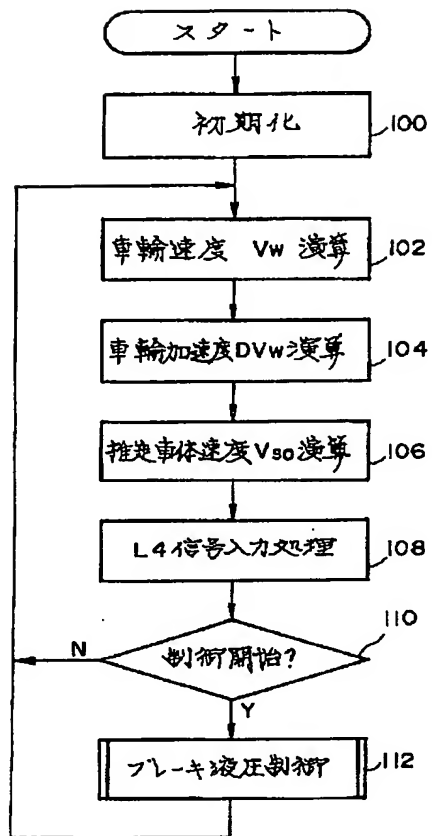 スタート
初期化
100
車輪速度 Vw 演算
102
車輪加速度DVw演算
104
推定車体速度Vso演算
106
L4信号入力処理
108
110
制御開始?
N
Y
ブレーキ液圧制御
112